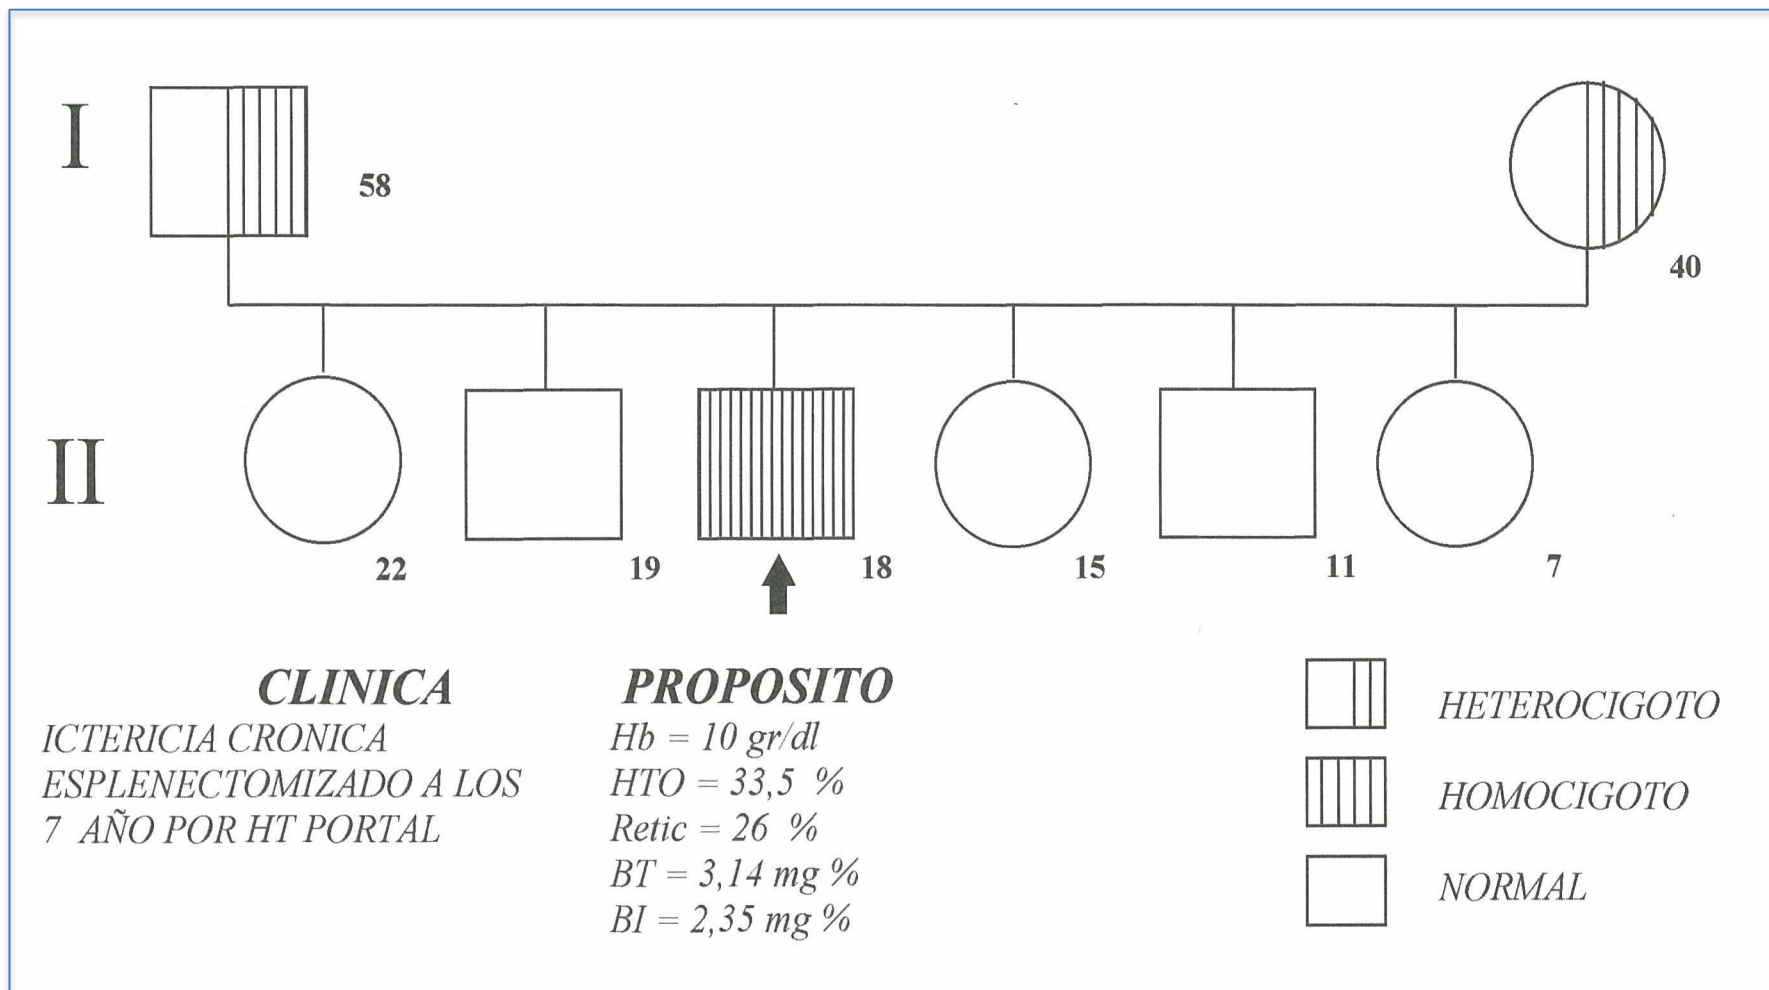 I
58
40
II
22
19
18
15
11
7
CLINICA
ICTERICIA CRONICA
ESPLENECTOMIZADO A LOS
7 AÑO POR HT PORTAL
PROPOSITO
Hb = 10 gr/dl
HTO = 33,5 %
Retic = 26 %
BT = 3,14 mg %
BI = 2,35 mg %
HETEROCIGOTO
HOMOCIGOTO
NORMAL